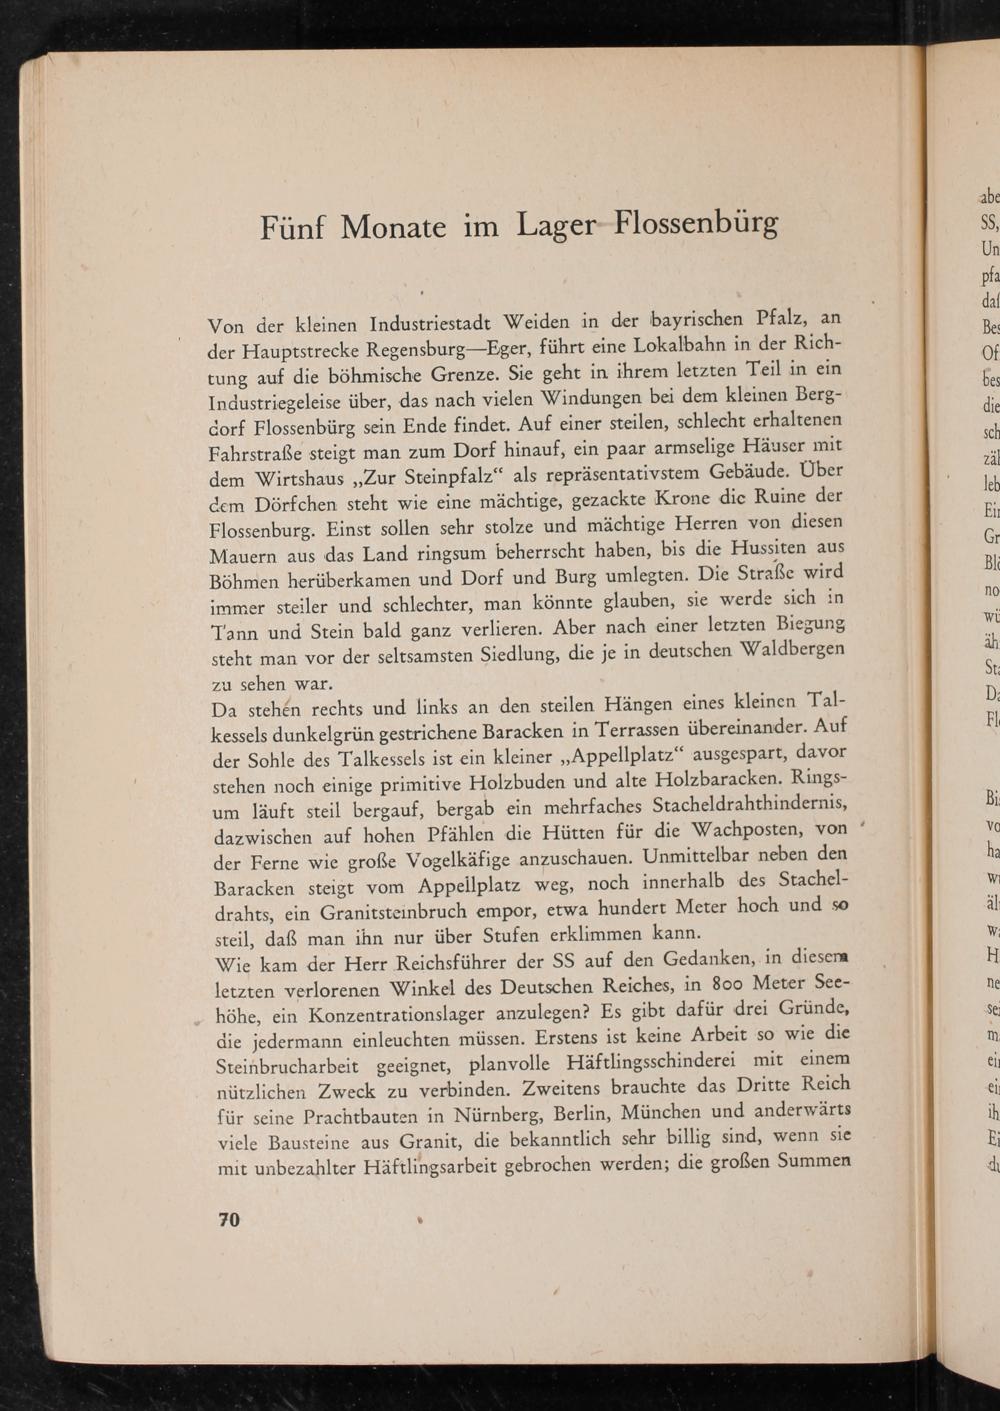 Fünf Monate im Lager Flossenbürg
Von der kleinen Industriestadt Weiden in der bayrischen Pfalz, an
der Hauptstrecke Regensburg—Eger, führt eine Lokalbahn in der Rich-
tung auf die böhmische Grenze. Sie geht in ihrem letzten Teil in ein
Industriegeleise über, das nach vielen Windungen bei dem kleinen Berg-
dorf Flossenbürg sein Ende findet. Auf einer steilen, schlecht erhaltenen
Fahrstraße steigt man zum Dorf hinauf, ein paar armselige Häuser mit
dem Wirtshaus „Zur Steinpfalz“ als repräsentativstem Gebäude. Über
dem Dörfchen steht wie eine mächtige, gezackte Krone die Ruine der
Flossenburg. Einst sollen sehr stolze und mächtige Herren von diesen
Mauern aus das Land ringsum beherrscht haben, bis die Hussiten aus
Böhmen herüberkamen und Dorf und Burg umlegten. Die Straße wird
immer steiler und schlechter, man könnte glauben, sie werde sich in
Tann und Stein bald ganz verlieren. Aber nach einer letzten Biegung
steht man vor der seltsamsten Siedlung, die je in deutschen Waldbergen
zu sehen war.
Da stehen rechts und links an den steilen Hängen eines kleinen Tal-
kessels dunkelgrün gestrichene Baracken in Terrassen übereinander. Auf
der Sohle des Talkessels ist ein kleiner „Appellplatz“ ausgespart, davor
stehen noch einige primitive Holzbuden und alte Holzbaracken. Rings-
um läuft steil bergauf, bergab ein mehrfaches Stacheldrahthindernis,
dazwischen auf hohen Pfählen die Hütten für die Wachposten, von
der Ferne wie große Vogelkäfige anzuschauen. Unmittelbar neben den
Baracken steigt vom Appellplatz weg, noch innerhalb des Stachel-
drahts, ein Granitsteinbruch empor, etwa hundert Meter hoch und so
steil, daß man ihn nur über Stufen erklimmen kann.
Wie kam der Herr Reichsführer der SS auf den Gedanken, in diesem
letzten verlorenen Winkel des Deutschen Reiches, in 800 Meter See-
höhe, ein Konzentrationslager anzulegen? Es gibt dafür drei Gründe,
die jedermann einleuchten müssen. Erstens ist keine Arbeit so wie die
Steinbrucharbeit geeignet, planvolle Häftlingsschinderei mit einem
nützlichen Zweck zu verbinden. Zweitens brauchte das Dritte Reich
für seine Prachtbauten in Nürnberg, Berlin, München und anderwärts
viele Bausteine aus Granit, die bekanntlich sehr billig sind, wenn sie
mit unbezahlter Häftlingsarbeit gebrochen werden; die großen Summen
70